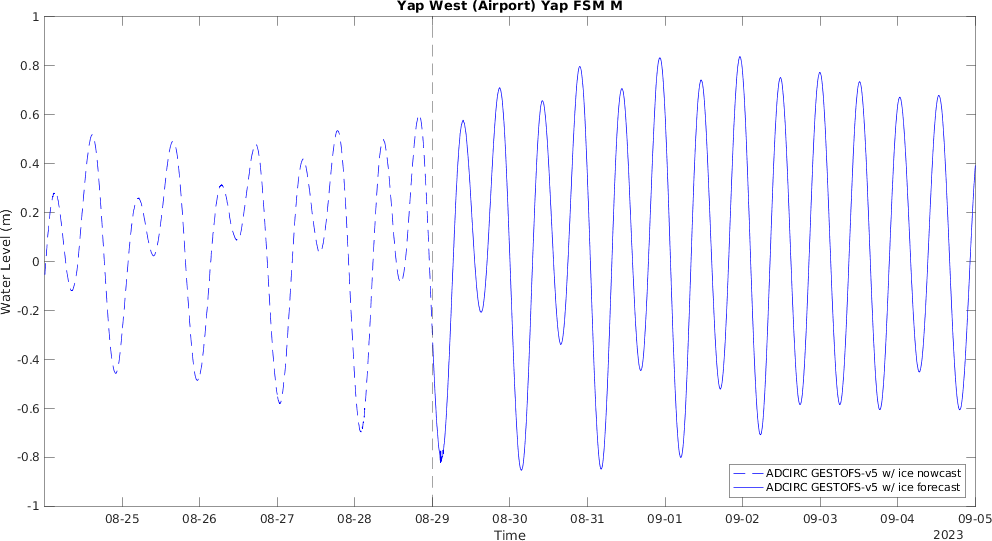 Yap West (Airport) Yap FSM M
1
0.8
0.6
0.4
0.2
0
-0.2
-0.4
-0.6
-0.8
-1
Water Level (m)
08-25 08-26 08-27 08-28 08-29 08-30 08-31 09-01 09-02 09-03 09-04 09-05
Time
2023
ADCIRC GESTOFS-v5 w/ ice nowcast
ADCIRC GESTOFS-v5 w/ ice forecast